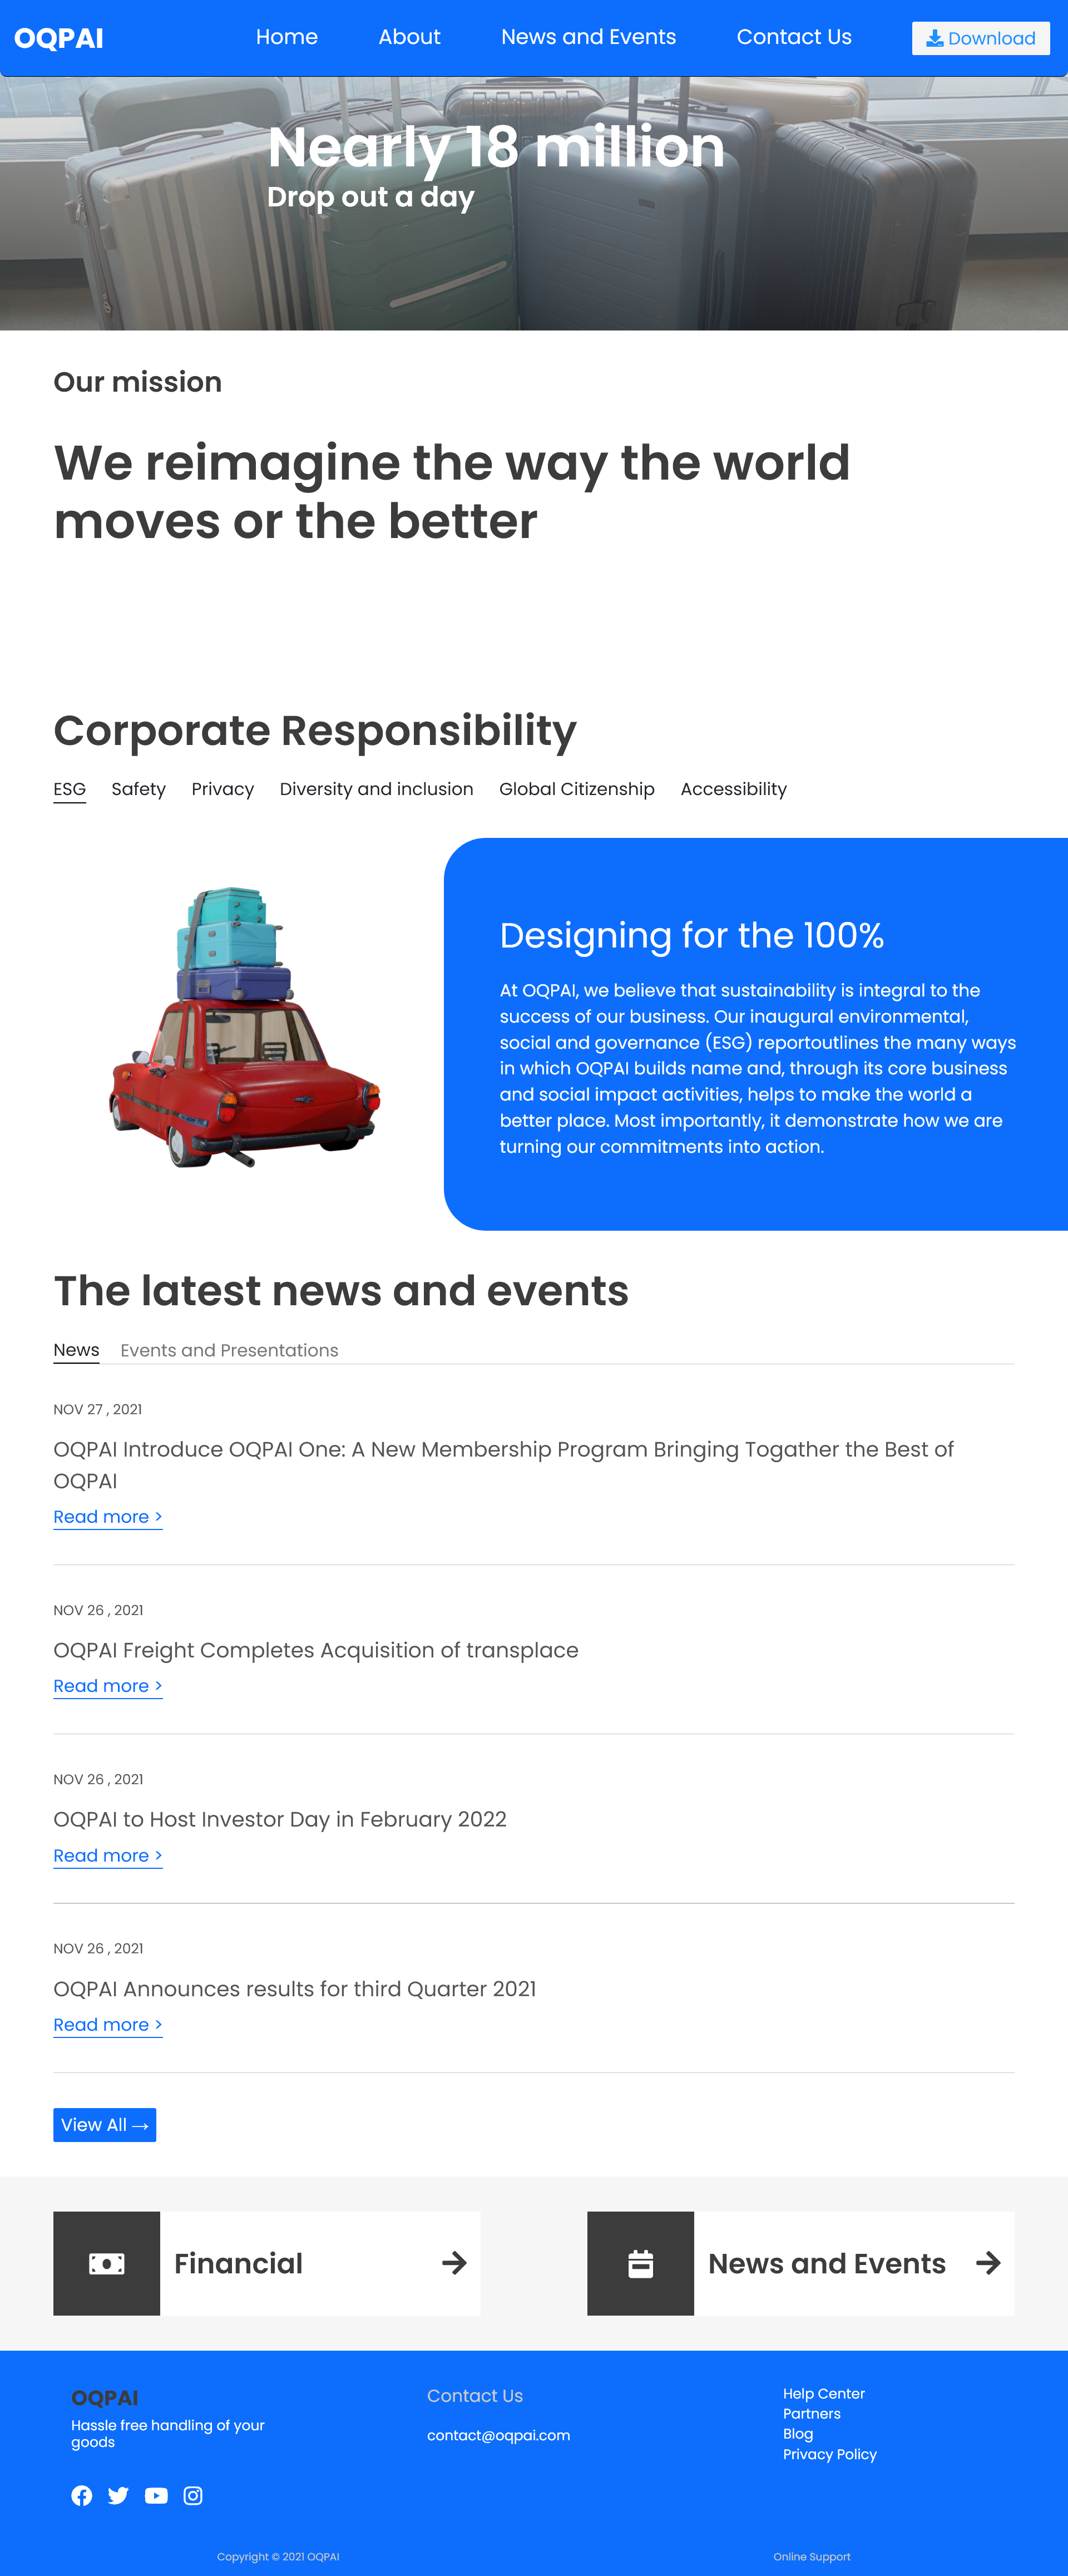 OQPAI
Home
About
News and Events
Contact Us
Download
Nearly 18 million
Drop out a day
Our mission
We reimagine the way the world
moves or the better
Corporate Responsibility
ESG
Safety
Privacy
Diversity and inclusion
Global Citizenship
Accessibility
Designing for the 100%
At OQPAI, we believe that sustainability is integral to the
success of our business. Our inaugural environmental,
social and governance (ESG) reportoutlines the many ways
in which OQPAI builds name and, through its core business
and social impact activities, helps to make the world a
better place. Most importantly, it demonstrate how we are
turning our commitments into action.
The latest news and events
News
Events and Presentations
NOV 27 , 2021
OQPAI Introduce OQPAI One: A New Membership Program Bringing Togather the Best of
OQPAI
Read more >
NOV 26 , 2021
OQPAI Freight Completes Acquisition of transplace
Read more >
NOV 26 , 2021
OQPAI to Host Investor Day in February 2022
Read more >
NOV 26 , 2021
OQPAI Announces results for third Quarter 2021
Read more >
View All →
Financial
News and Events
OQPAI
Hassle free handling of your
goods
Contact Us
contact@oqpai.com
Help Center
Partners
Blog
Privacy Policy
Copyright © 2021 OQPAI
Online Support